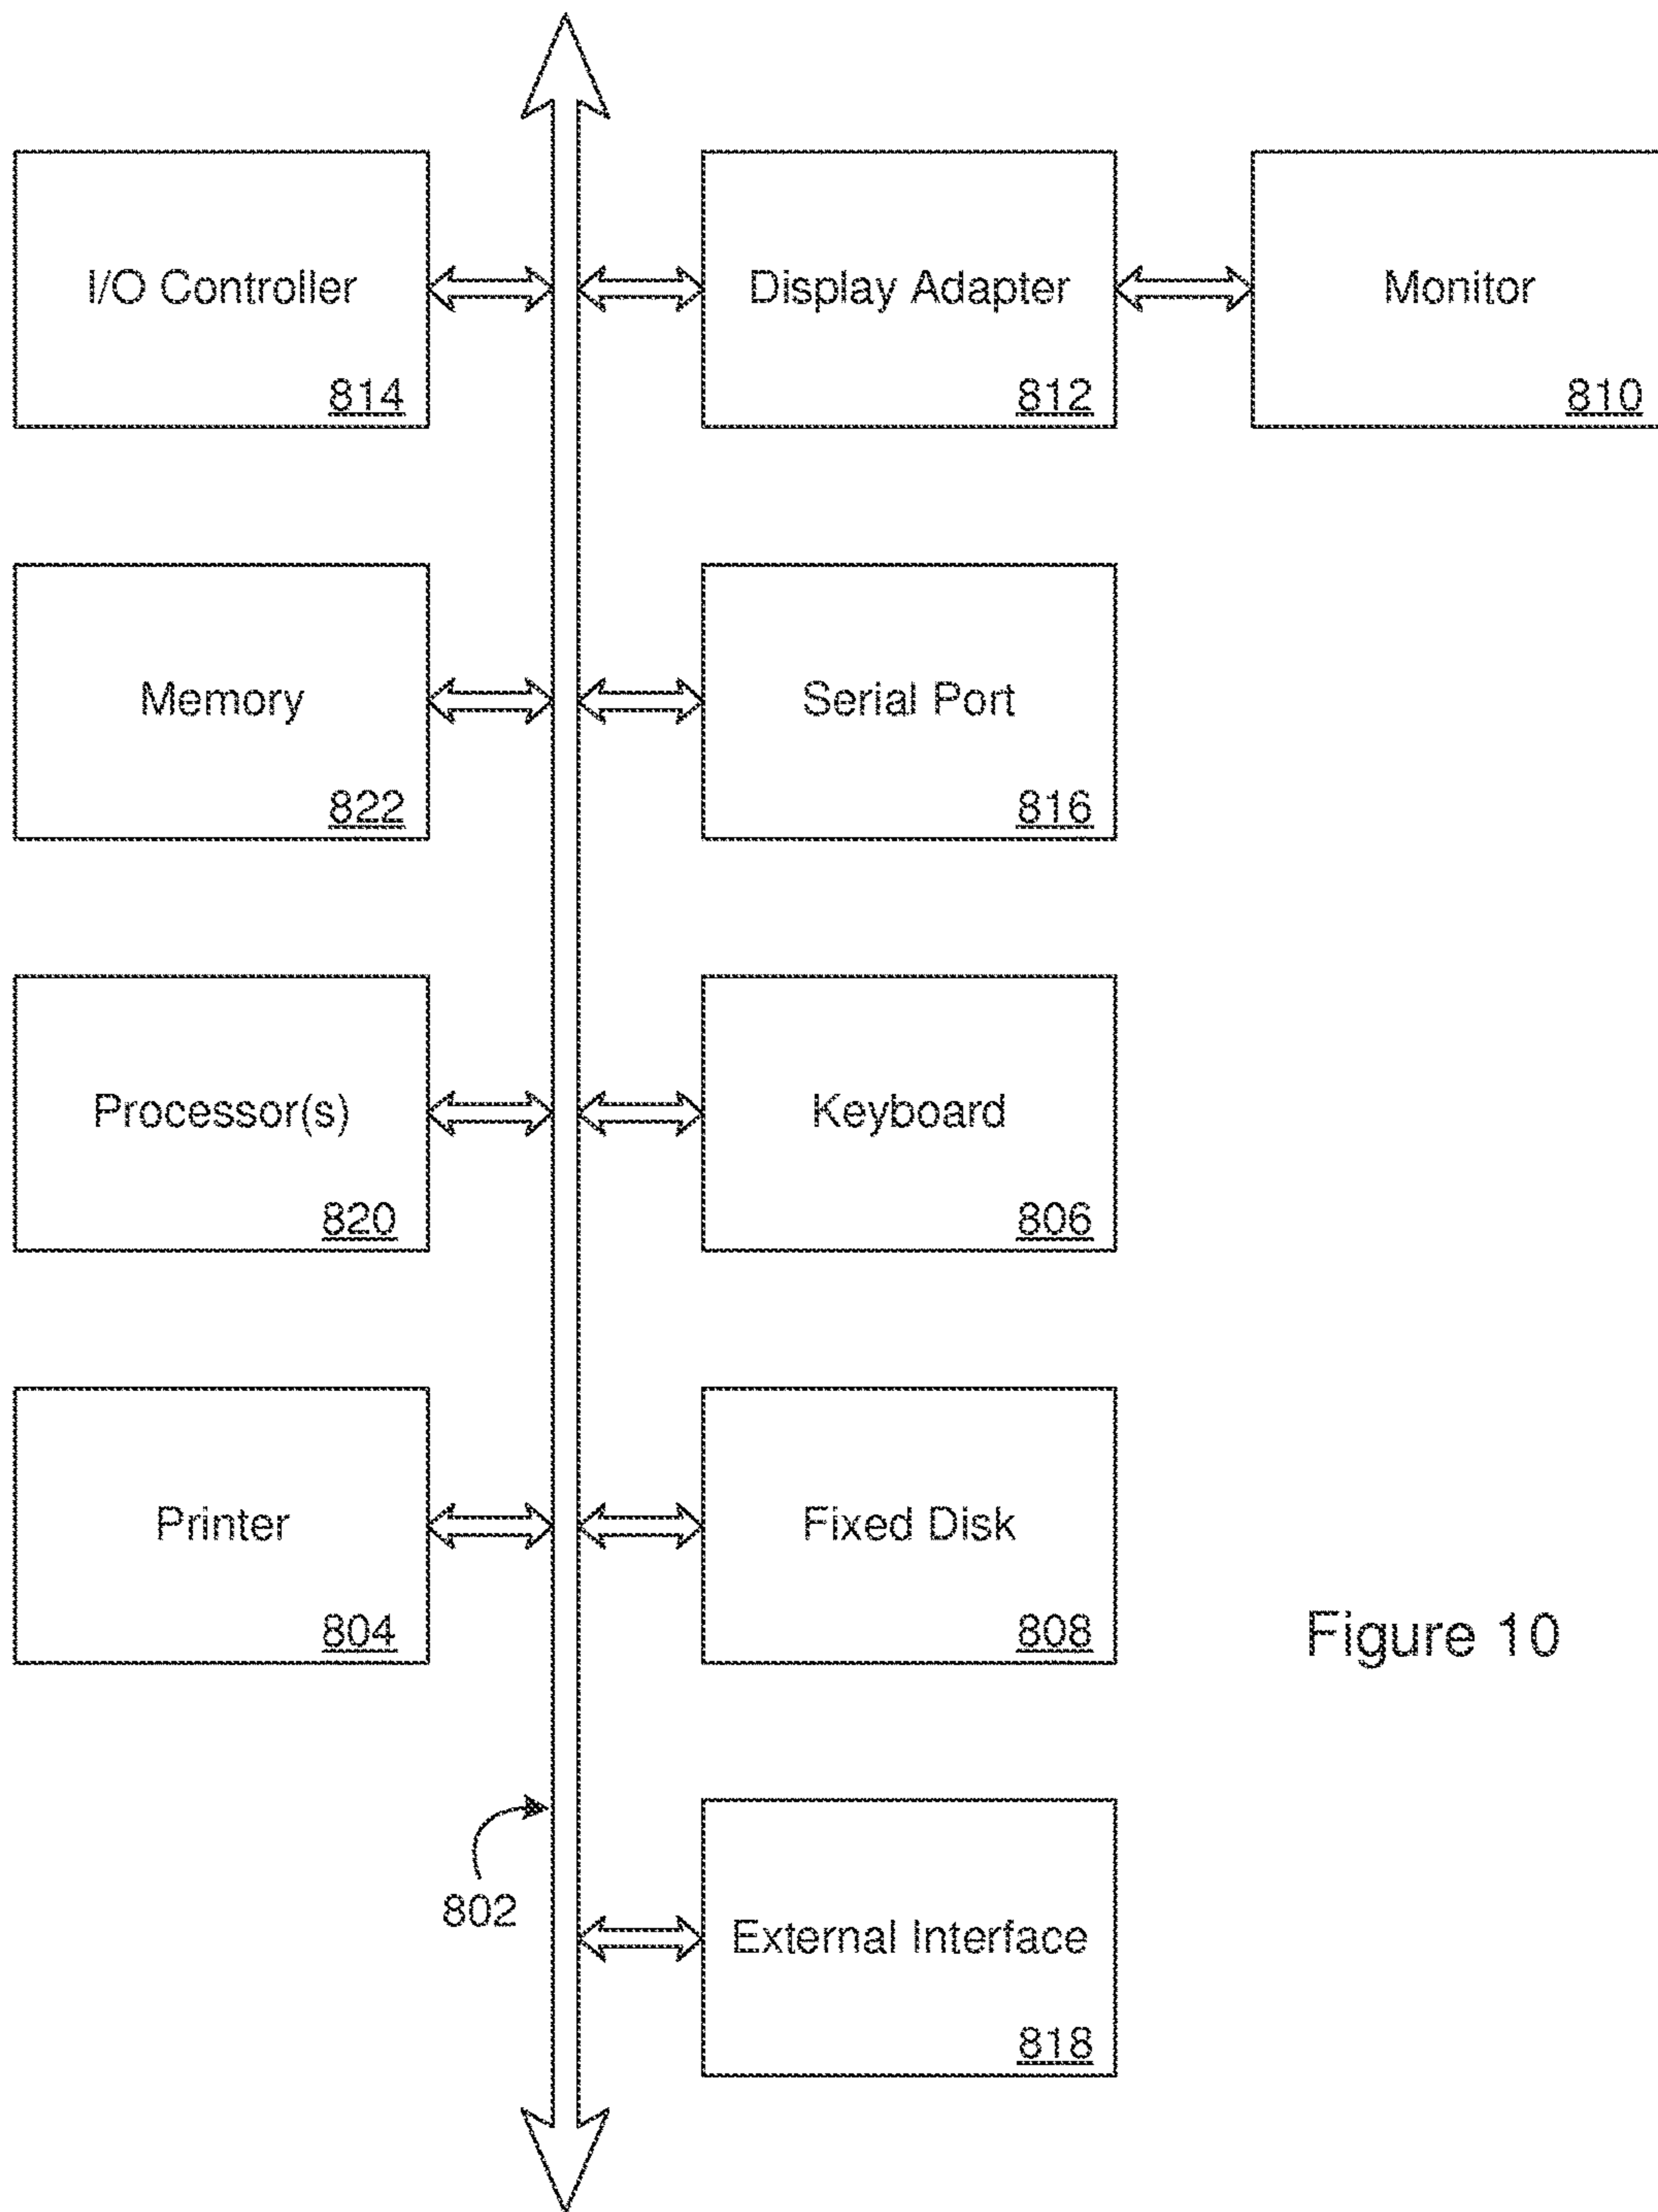 I/O Controller
814
Display Adapter
812
Monitor
810
Memory
822
Serial Port
816
Processor(s)
820
Keyboard
806
Printer
804
Fixed Disk
808
Figure 10
802
External Interface
818